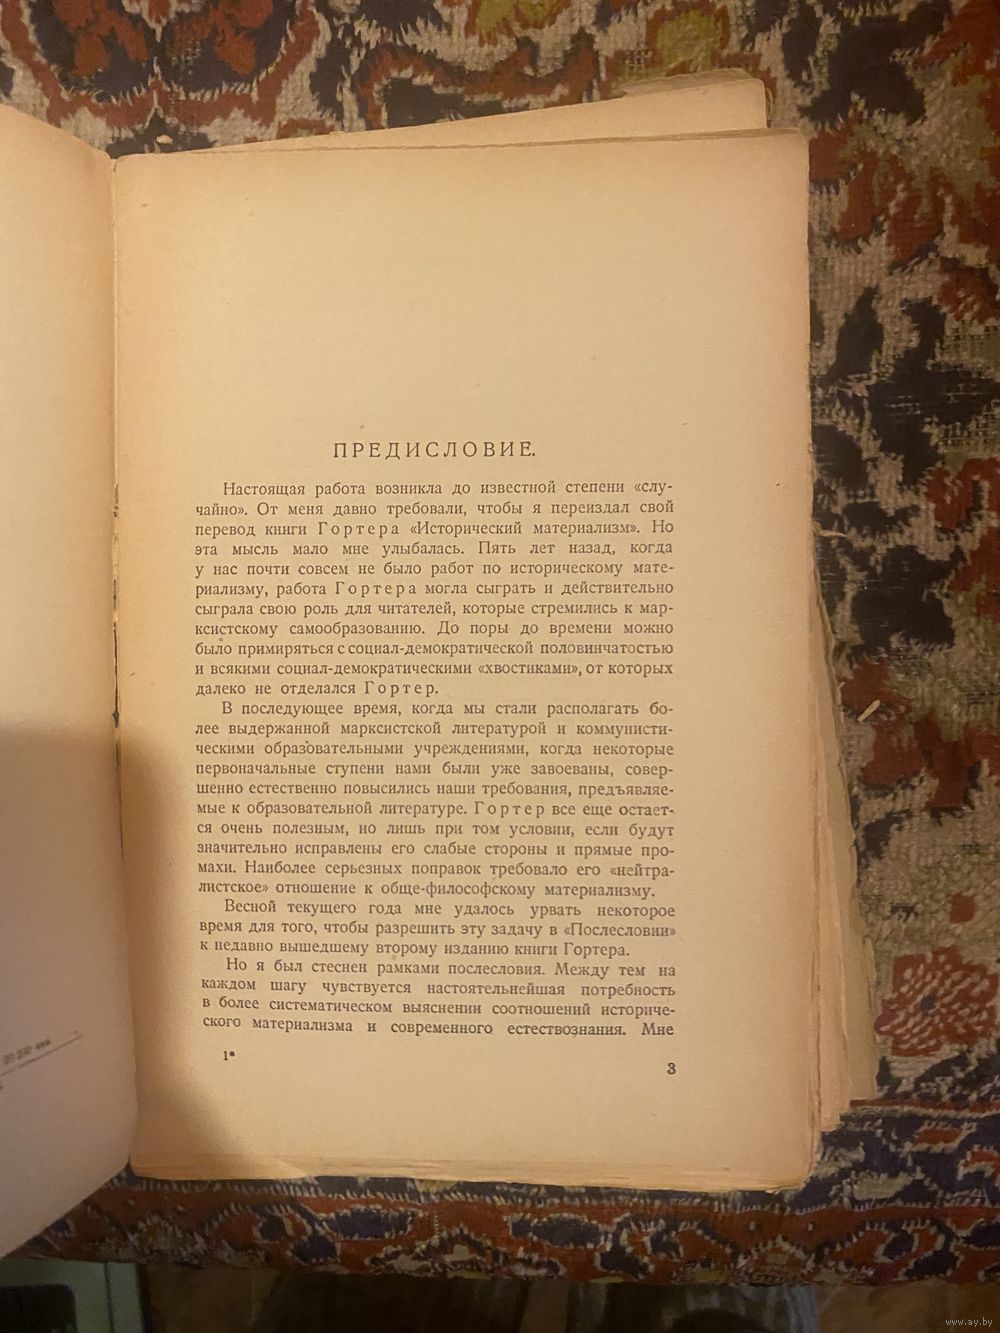 ПРЕДИСЛОВИЕ.
Настоящая работа возникла до известной степени «слу-
чайно». От меня давно требовали, чтобы я переиздал свой
перевод книги Гортера «Исторический материализм». Но
эта мысль мало мне улыбалась. Пять лет назад, когда
у нас почти совсем не было работ по историческому мате-
риализму, работа Гортера могла сыграть и действительно
сыграла свою роль для читателей, которые стремились к мар-
ксистскому самообразованию. До поры до времени можно
было примириться с социал-демократической половинчатостью
и всякими социал-демократическими «хвостиками», от которых
далеко не отделался Гортер.
В последующее время, когда мы стали располагать бо-
лее выдержанной марксистской литературой и коммунисти-
ческими образовательными учреждениями, когда некоторые
первоначальные ступени нами были уже завоеваны, совер-
шенно естественно повысились наши требования, предъявляе-
мые к образовательной литературе. Гортер все еще остает-
ся очень полезным, но лишь при том условии, если будут
значительно исправлены его слабые стороны и прямые про-
махи. Наиболее серьезных поправок требовало его «нейтра-
листское» отношение к обще-философскому материализму.
Весной текущего года мне удалось урвать некоторое
время для того, чтобы разрешить эту задачу в «Послесловии»
к недавно вышедшему второму изданию книги Гортера.
Но я был стеснен рамками послесловия. Между тем на
каждом шагу чувствуется настоятельнейшая потребность
в более систематическом выяснении соотношений историче-
ского материализма и современного естествознания. Мне
1*
3
www.ay.by